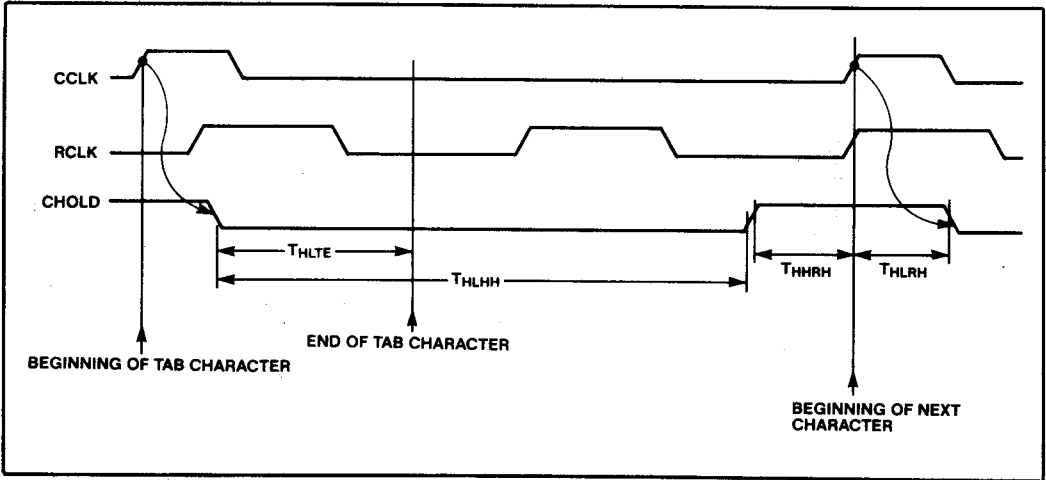 CCLK
RCLK
CHOLD
THLTE
THLHH
THHRH
THLRH
END OF TAB CHARACTER
BEGINNING OF TAB CHARACTER
BEGINNING OF NEXT
CHARACTER